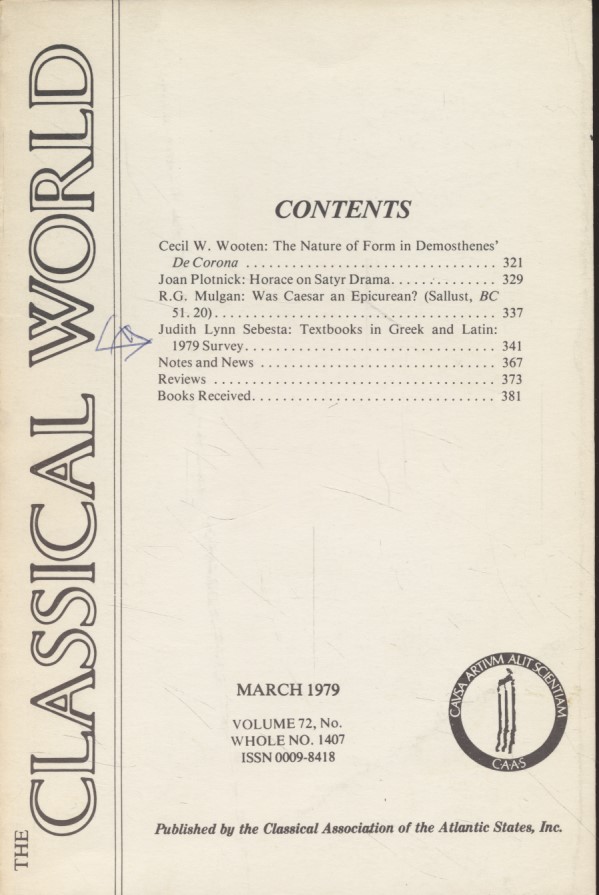 THE CLASSICAL WORLD
CONTENTS
Cecil W. Wooten: The Nature of Form in Demosthenes'
De Corona . . . . . . . . . . . . . . . . . . . . . . . . . . . . . . . . . 321
Joan Plotnick: Horace on Satyr Drama. . . . . . . . . . . . . . 329
R.G. Mulgan: Was Caesar an Epicurean? (Sallust, BC
51. 20) . . . . . . . . . . . . . . . . . . . . . . . . . . . . . . . . . . . . 337
Judith Lynn Sebesta: Textbooks in Greek and Latin:
1979 Survey. . . . . . . . . . . . . . . . . . . . . . . . . . . . . . . . 341
Notes and News . . . . . . . . . . . . . . . . . . . . . . . . . . . . . . 367
Reviews . . . . . . . . . . . . . . . . . . . . . . . . . . . . . . . . . . . . 373
Books Received. . . . . . . . . . . . . . . . . . . . . . . . . . . . . . . 381
MARCH 1979
VOLUME 72, No.
WHOLE NO. 1407
ISSN 0009-8418
CAVSA ARTIVM ALIT SCIENTIAM
C·A·A·S
Published by the Classical Association of the Atlantic States, Inc.